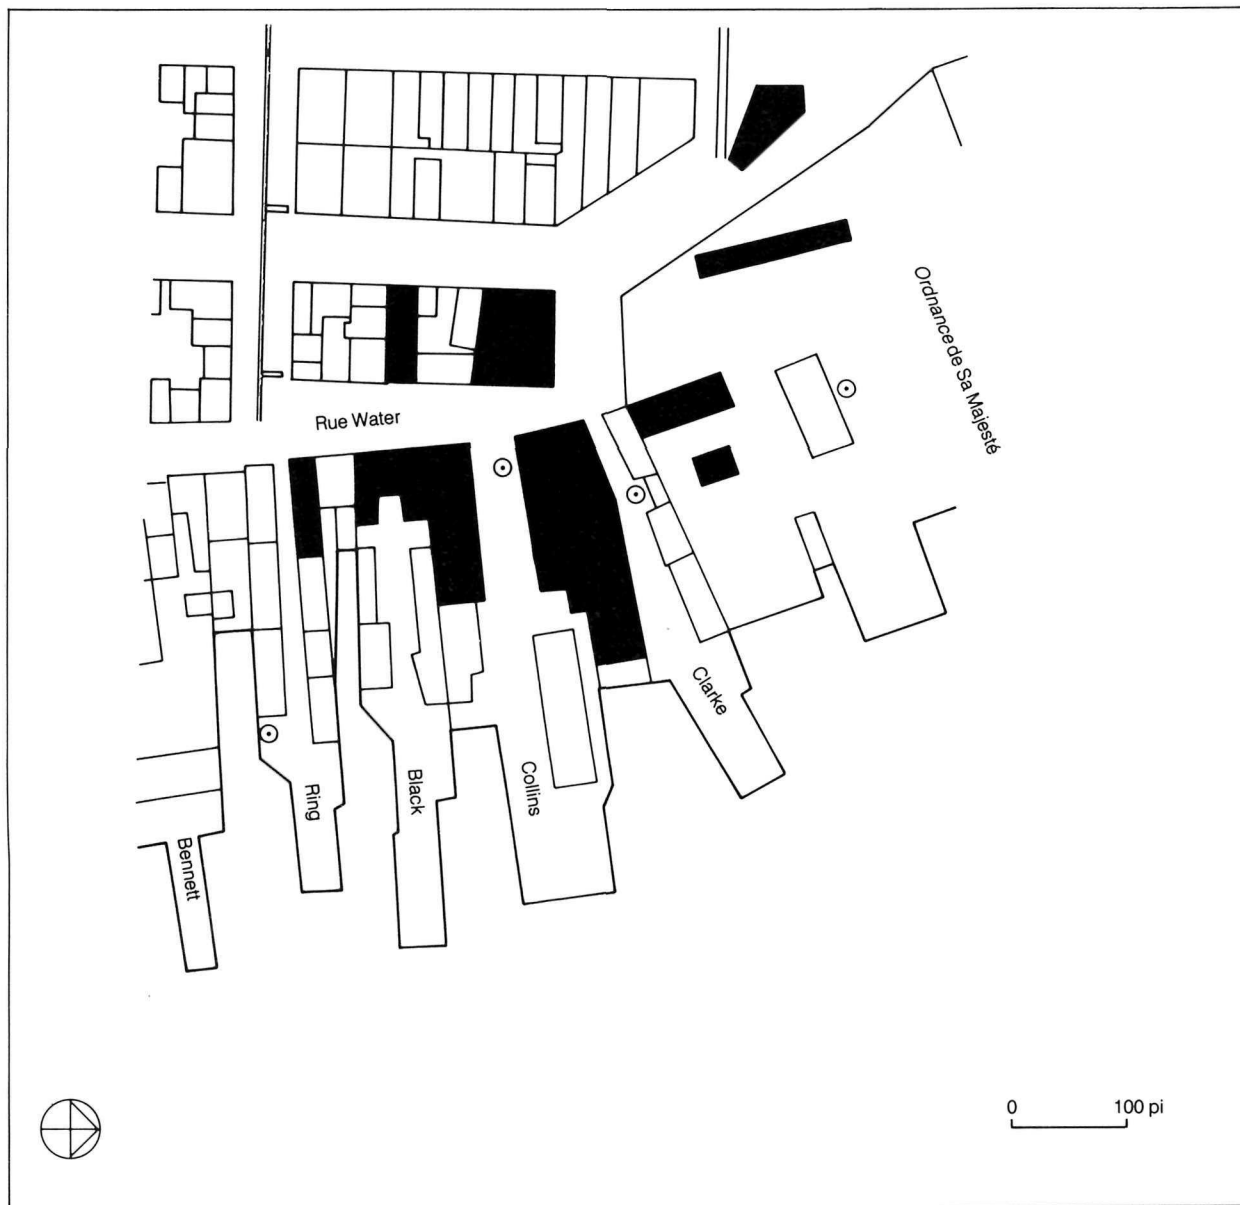 Ordnance de Sa Majesté
Rue Water
Clarke
Collins
Black
Ring
Bennett
0 100 pi